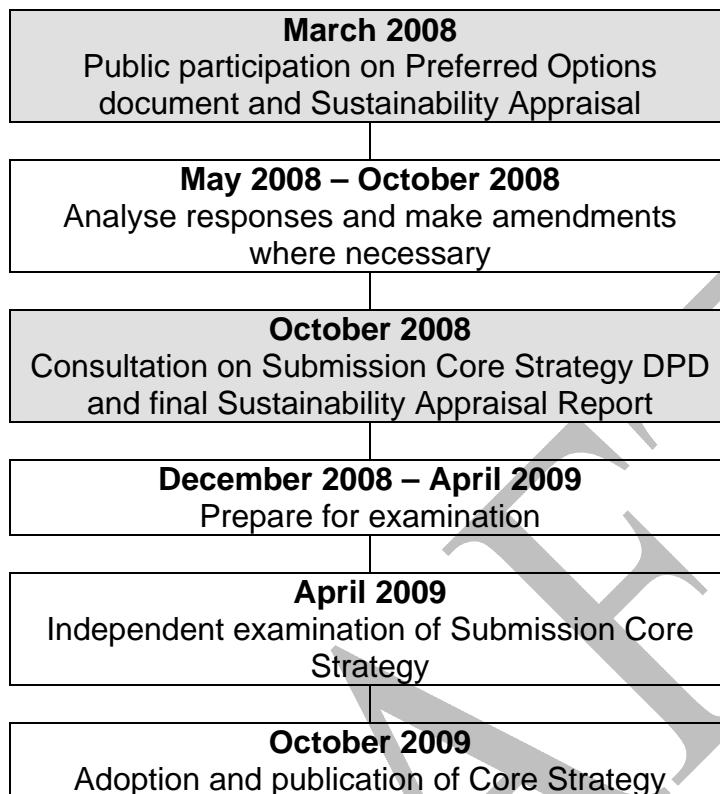 March 2008
Public participation on Preferred Options
document and Sustainability Appraisal
May 2008 – October 2008
Analyse responses and make amendments
where necessary
October 2008
Consultation on Submission Core Strategy DPD
and final Sustainability Appraisal Report
December 2008 – April 2009
Prepare for examination
April 2009
Independent examination of Submission Core
Strategy
October 2009
Adoption and publication of Core Strategy